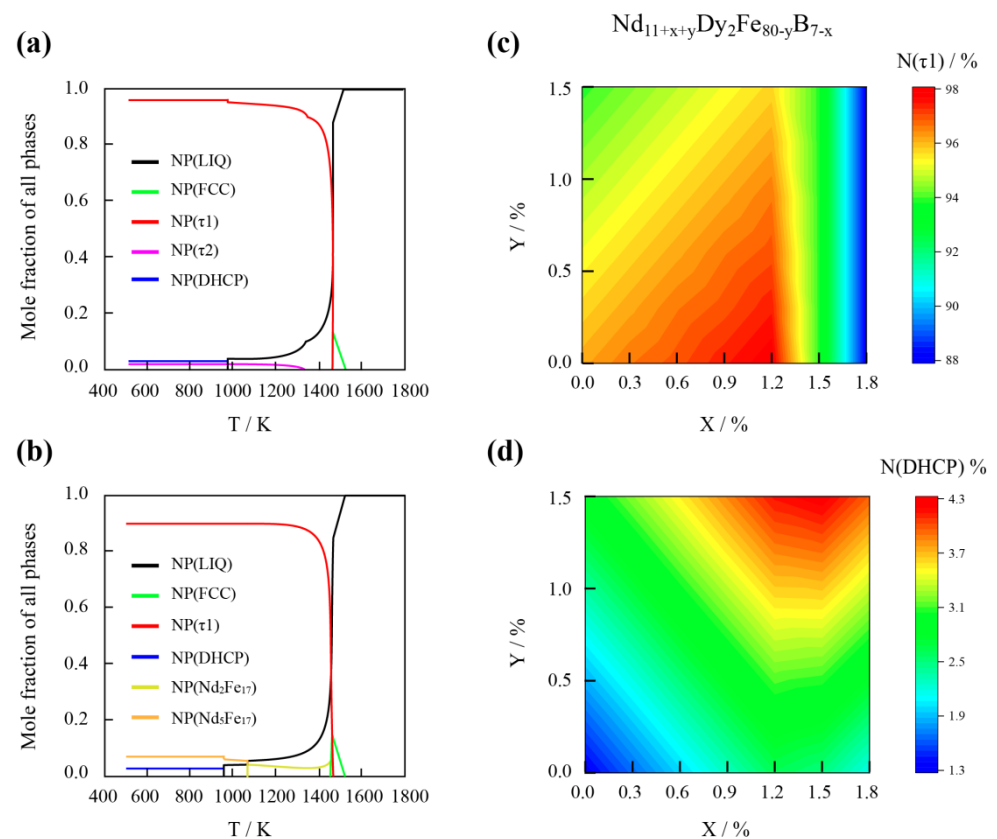 (a)
Mole fraction of all phases
1.0
0.8
0.6
0.4
0.2
0.0
NP(LIQ)
NP(FCC)
NP(τ1)
NP(τ2)
NP(DHCP)
400 600 800 1000 1200 1400 1600 1800
T / K
(c)
Nd₁₁₊ₓ₊ᵧDy₂Fe₈₀₋ᵧB₇₋ₓ
N(τ1) / %
Y / %
1.5
1.0
0.5
0.0
0.0 0.3 0.6 0.9 1.2 1.5 1.8
X / %
98
96
94
92
90
88
(b)
Mole fraction of all phases
1.0
0.8
0.6
0.4
0.2
0.0
NP(LIQ)
NP(FCC)
NP(τ1)
NP(DHCP)
NP(Nd₂Fe₁₇)
NP(Nd₅Fe₁₇)
400 600 800 1000 1200 1400 1600 1800
T / K
(d)
N(DHCP) %
Y / %
1.5
1.0
0.5
0.0
0.0 0.3 0.6 0.9 1.2 1.5 1.8
X / %
4.3
3.7
3.1
2.5
1.9
1.3